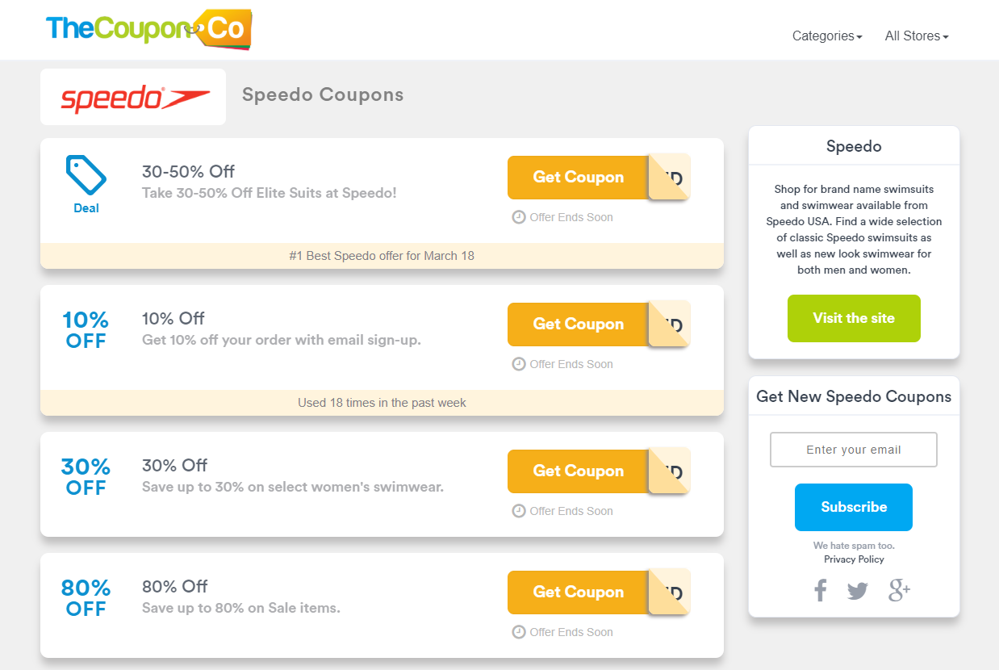 TheCouponCo
Categories
All Stores
speedo
Speedo Coupons
Deal
30-50% Off
Take 30-50% Off Elite Suits at Speedo!
Get Coupon
Offer Ends Soon
#1 Best Speedo offer for March 18
10%
OFF
10% Off
Get 10% off your order with email sign-up.
Get Coupon
Offer Ends Soon
Used 18 times in the past week
30%
OFF
30% Off
Save up to 30% on select women's swimwear.
Get Coupon
Offer Ends Soon
80%
OFF
80% Off
Save up to 80% on Sale items.
Get Coupon
Offer Ends Soon
Speedo
Shop for brand name swimsuits
and swimwear available from
Speedo USA. Find a wide selection
of classic Speedo swimsuits as
well as new look swimwear for
both men and women.
Visit the site
Get New Speedo Coupons
Enter your email
Subscribe
We hate spam too.
Privacy Policy